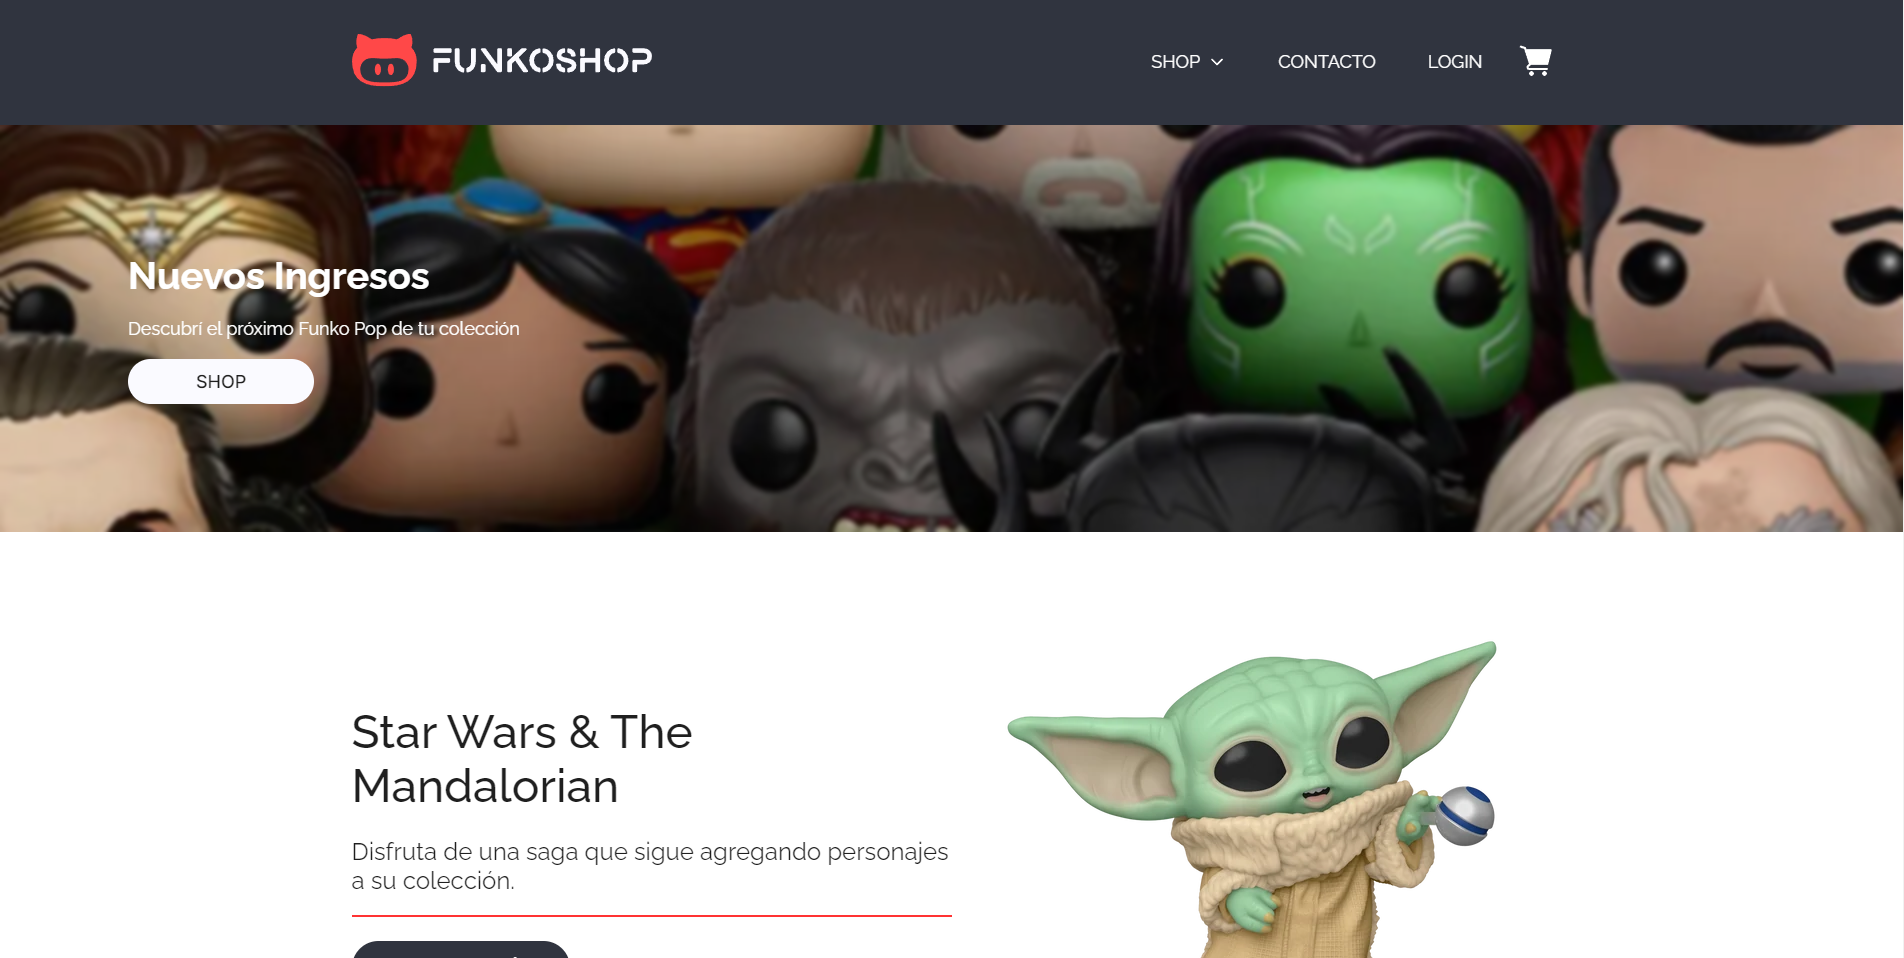 FUNKOSHOP
SHOP
CONTACTO
LOGIN
Nuevos Ingresos
Descubrí el próximo Funko Pop de tu colección
SHOP
Star Wars & The
Mandalorian
Disfruta de una saga que sigue agregando personajes
a su colección.